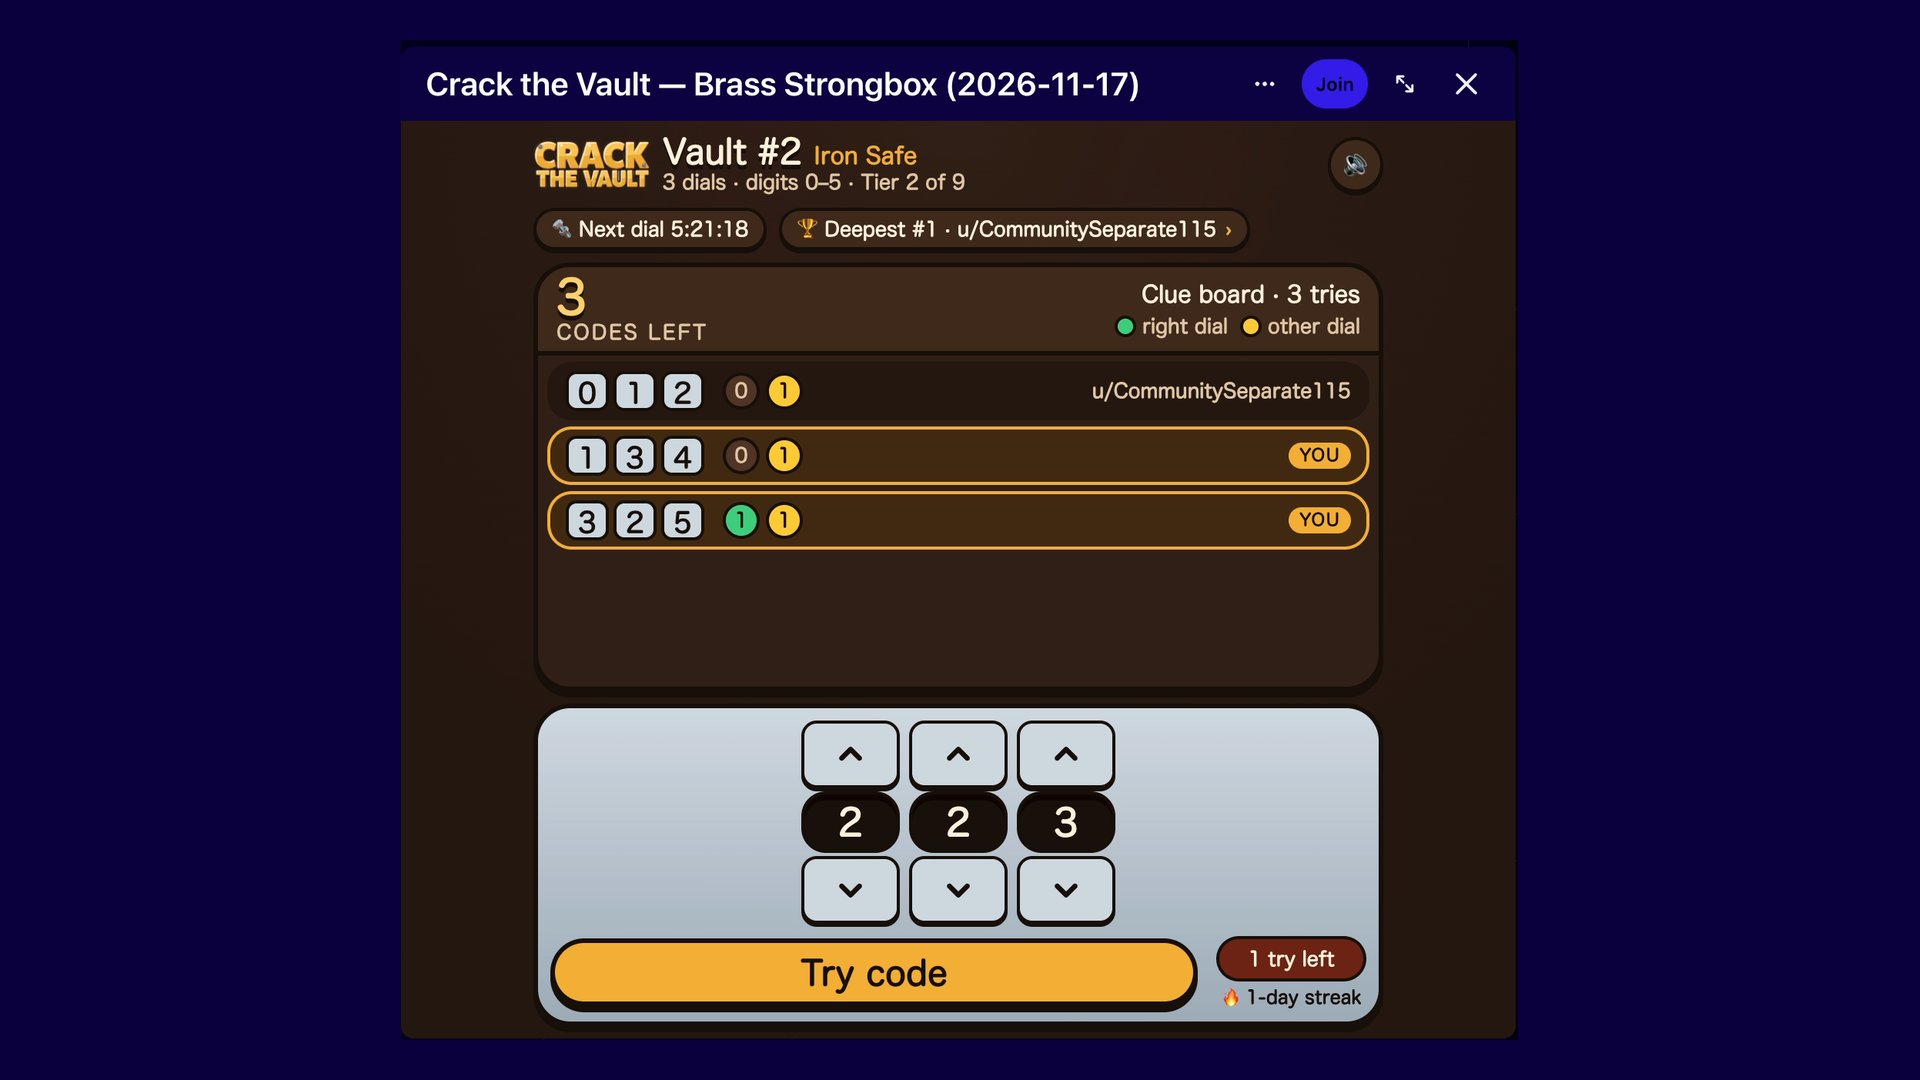 Crack the Vault — Brass Strongbox (2026-11-17)
Join
CRACK
THE VAULT
Vault #2 Iron Safe
3 dials · digits 0–5 · Tier 2 of 9
Next dial 5:21:18
Deepest #1 · u/CommunitySeparate115 ›
3
CODES LEFT
Clue board · 3 tries
right dial other dial
0 1 2 0 1 u/CommunitySeparate115
1 3 4 0 1 YOU
3 2 5 1 1 YOU
2 2 3
Try code
1 try left
1-day streak